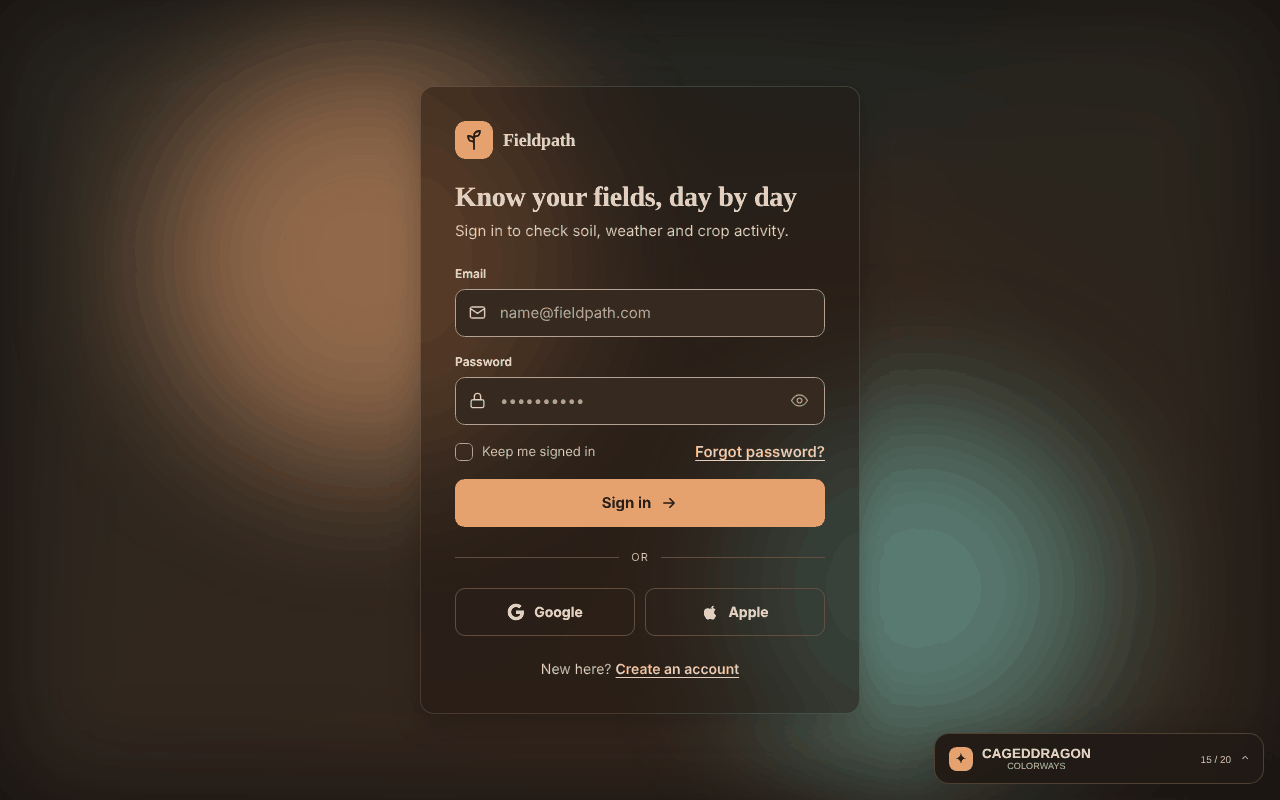 Fieldpath
Know your fields, day by day
Sign in to check soil, weather and crop activity.
Email
name@fieldpath.com
Password
••••••••••
Keep me signed in
Forgot password?
Sign in →
OR
Google
Apple
New here? Create an account
CAGEDDRAGON
COLORWAYS
15 / 20